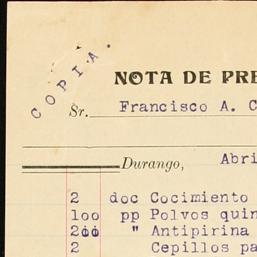 COPIA.
NOTA DE PRE
Sr. Francisco A. C
Durango, Abri
2 doc Cocimiento
100 pp Polvos quin
200 " Antipirina
2 Cepillos pa